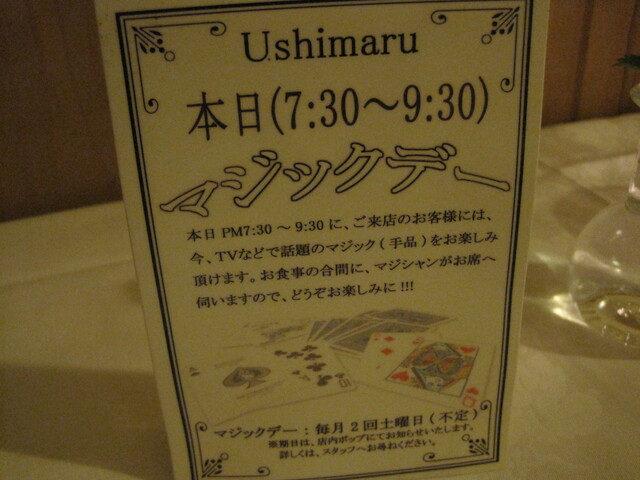 Ushimaru
本日(7:30〜9:30)
マジックデー
本日 PM7:30 〜 9:30 に、ご来店のお客様には、
今、TVなどで話題のマジック(手品)をお楽しみ
頂けます。お食事の合間に、マジシャンがお席へ
伺いますので、どうぞお楽しみに!!!
マジックデー:毎月2回土曜日(不定)
※期日は、店内ポップにてお知らせいたします。
詳しくは、スタッフへお尋ねください。